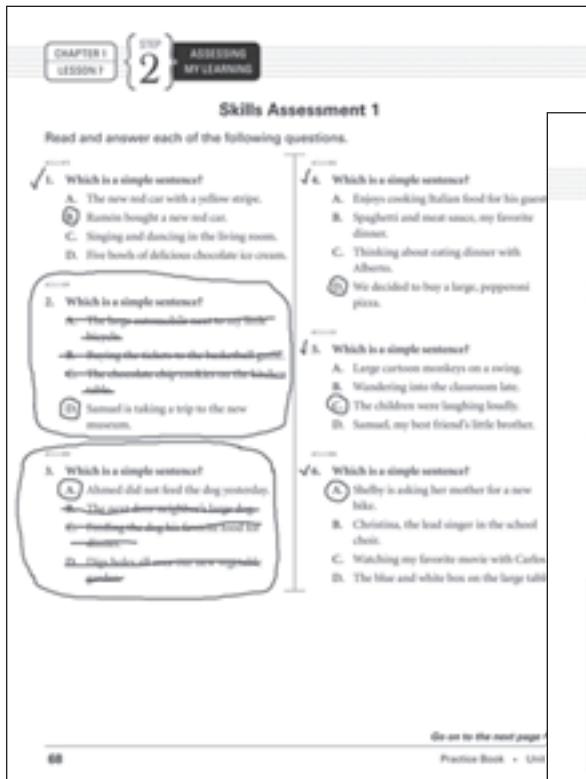 CHAPTER 1
LESSON 7
STEP
2
ASSESSING
MY LEARNING
Skills Assessment 1
Read and answer each of the following questions.
1. Which is a simple sentence?
A. The new red car with a yellow stripe.
B. Ramein bought a new red car.
C. Singing and dancing in the living room.
D. Five bowls of delicious chocolate ice cream.
2. Which is a simple sentence?
A. The large automobile next to my little
bicycle.
B. Buying the tickets to the basketball
C. The chocolate chip cookies on the kitchen
table.
D. Samuel is taking a trip to the new
museum.
3. Which is a simple sentence?
A. Ahmed did not feed the dog yesterday.
B. The next door neighbor's large dog.
C. Feeding the dog his favorite food for
dinner.
D. Digs holes all over our new vegetable
garden.
4. Which is a simple sentence?
A. Enjoys cooking Italian food for his guest
B. Spaghetti and meat sauce, my favorite
dinner.
C. Thinking about eating dinner with
Alberto.
D. We decided to buy a large, pepperoni
pizza.
5. Which is a simple sentence?
A. Large cartoon monkeys on a swing.
B. Wandering into the classroom late.
C. The children were laughing loudly.
D. Samuel, my best friend's little brother.
6. Which is a simple sentence?
A. Shelby is asking her mother for a new
bike.
B. Christina, the lead singer in the school
choir.
C. Watching my favorite movie with Carlos
D. The blue and white box on the large tabl
Go on to the next page
68
Practice Book • Unit